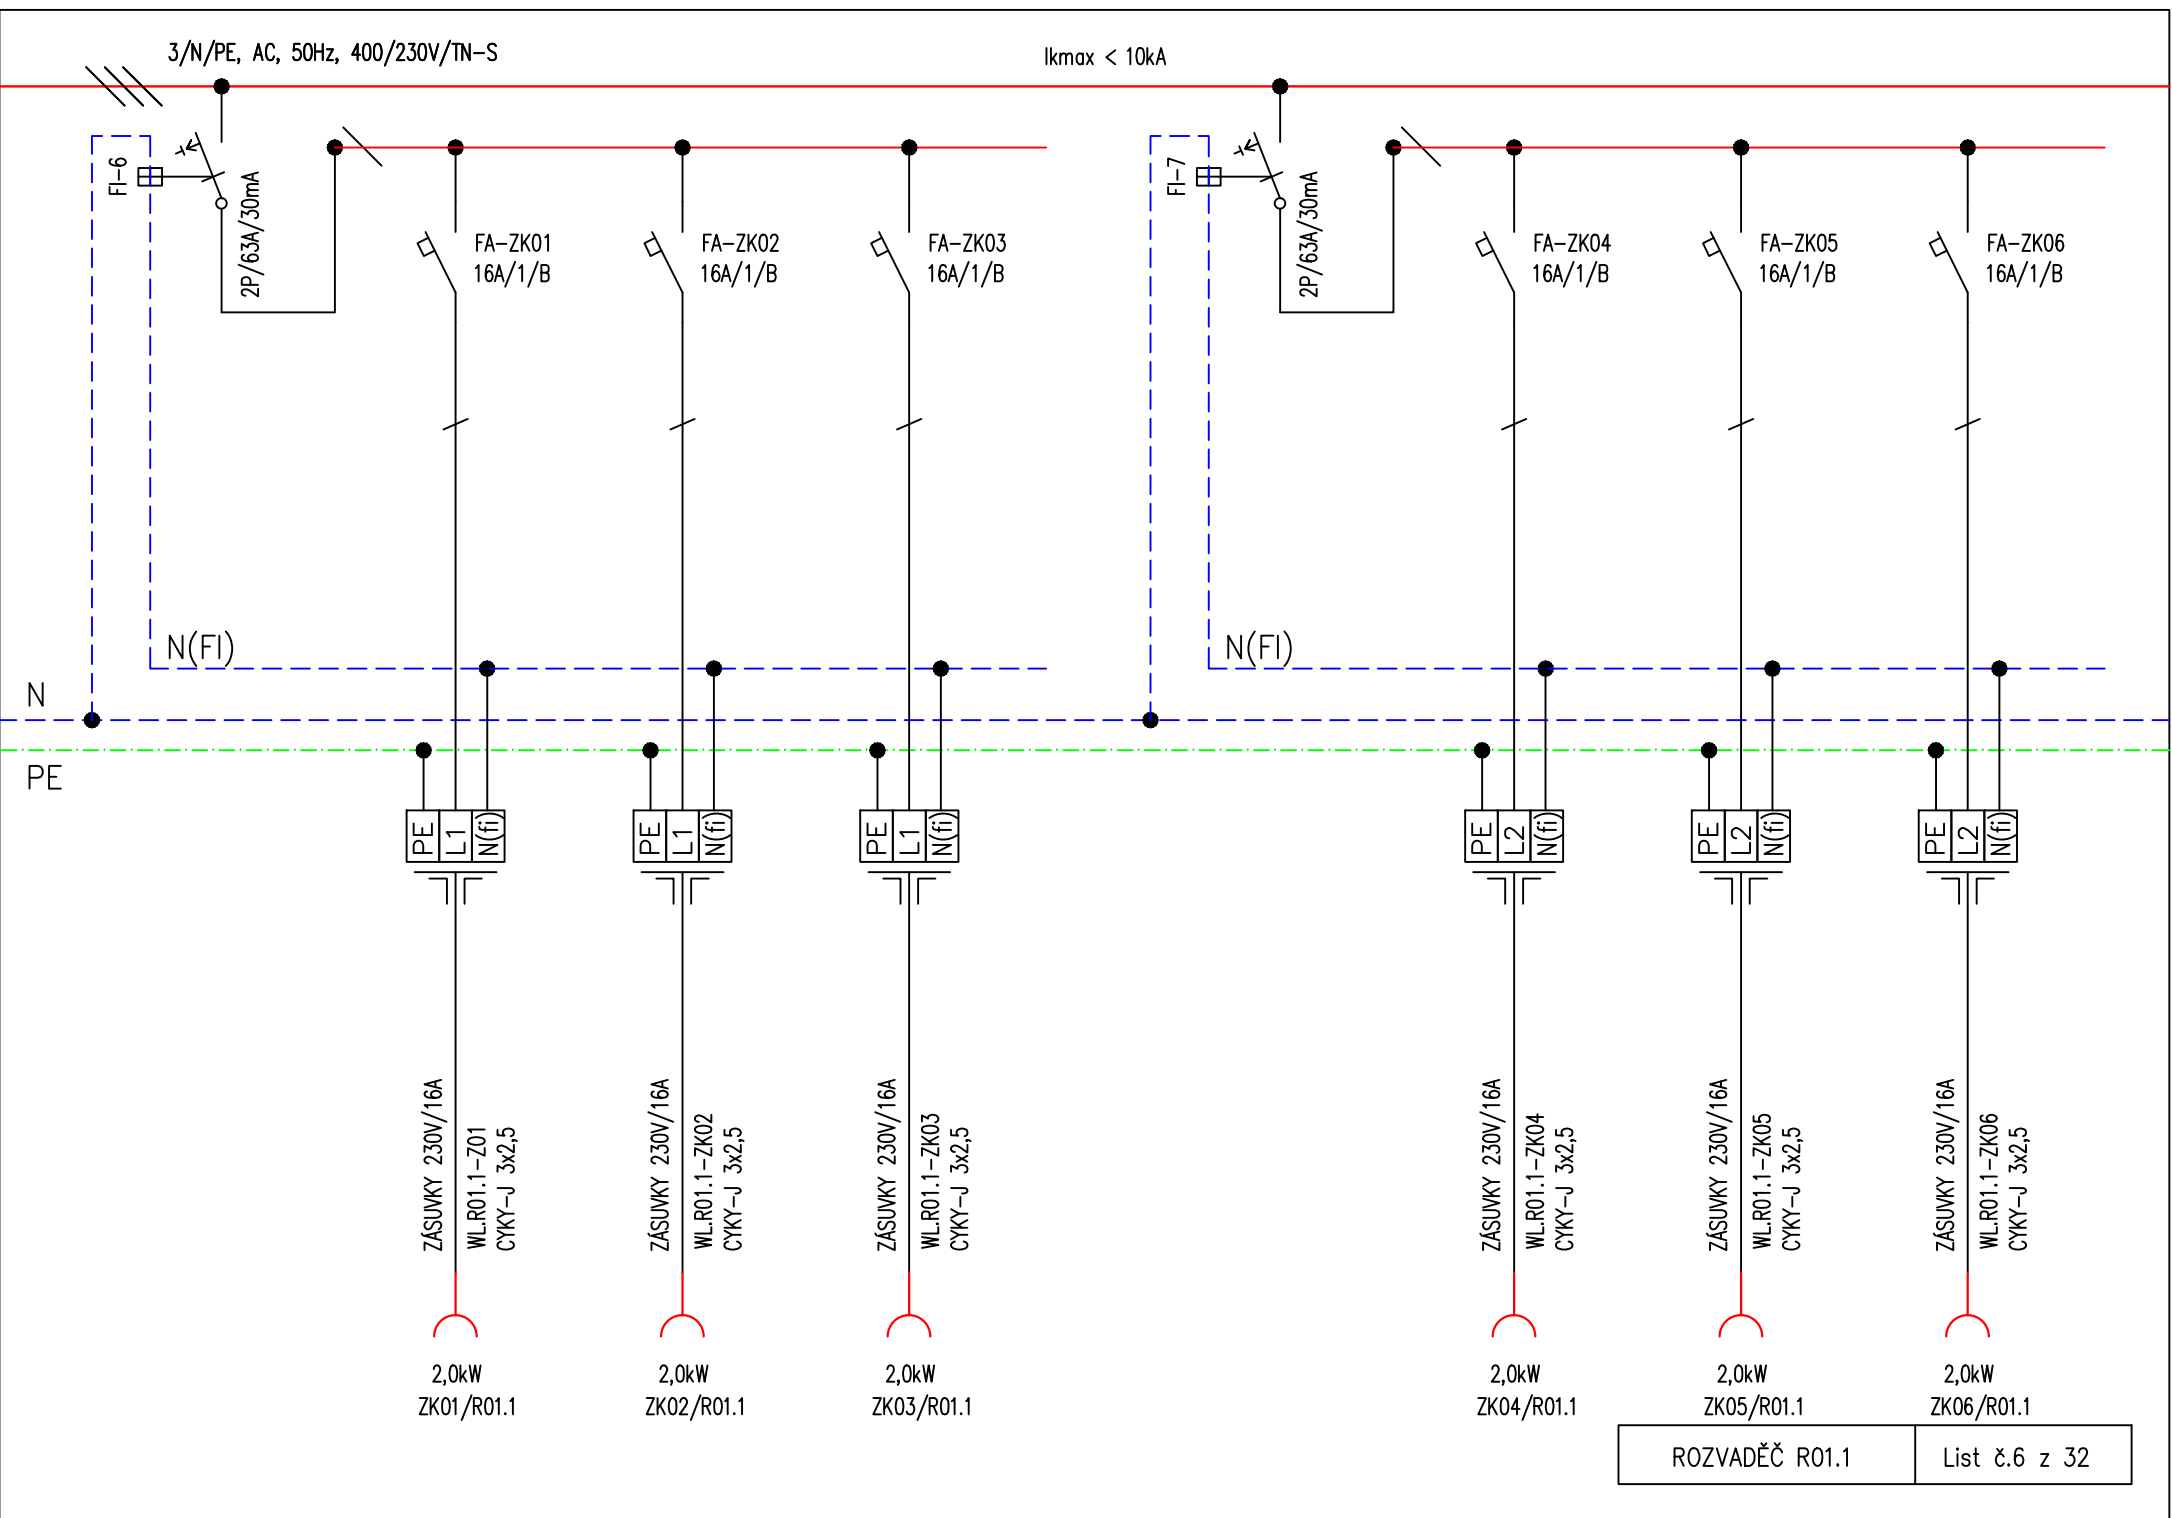 3/N/PE, AC, 50Hz, 400/230V/TN-S
Ikmax < 10kA
FI-6
2P/63A/30mA
FA-ZK01
16A/1/B
FA-ZK02
16A/1/B
FA-ZK03
16A/1/B
FI-7
2P/63A/30mA
FA-ZK04
16A/1/B
FA-ZK05
16A/1/B
FA-ZK06
16A/1/B
N(FI)
N(FI)
N
PE
PE L1 N(fi)
PE L1 N(fi)
PE L1 N(fi)
PE L2 N(fi)
PE L2 N(fi)
PE L2 N(fi)
ZÁSUVKY 230V/16A
WL.R01.1-Z01
CYKY-J 3x2,5
ZÁSUVKY 230V/16A
WL.R01.1-ZK02
CYKY-J 3x2,5
ZÁSUVKY 230V/16A
WL.R01.1-ZK03
CYKY-J 3x2,5
ZÁSUVKY 230V/16A
WL.R01.1-ZK04
CYKY-J 3x2,5
ZÁSUVKY 230V/16A
WL.R01.1-ZK05
CYKY-J 3x2,5
ZÁSUVKY 230V/16A
WL.R01.1-ZK06
CYKY-J 3x2,5
2,0kW
ZK01/R01.1
2,0kW
ZK02/R01.1
2,0kW
ZK03/R01.1
2,0kW
ZK04/R01.1
2,0kW
ZK05/R01.1
2,0kW
ZK06/R01.1
ROZVADĚČ R01.1
List č.6 z 32